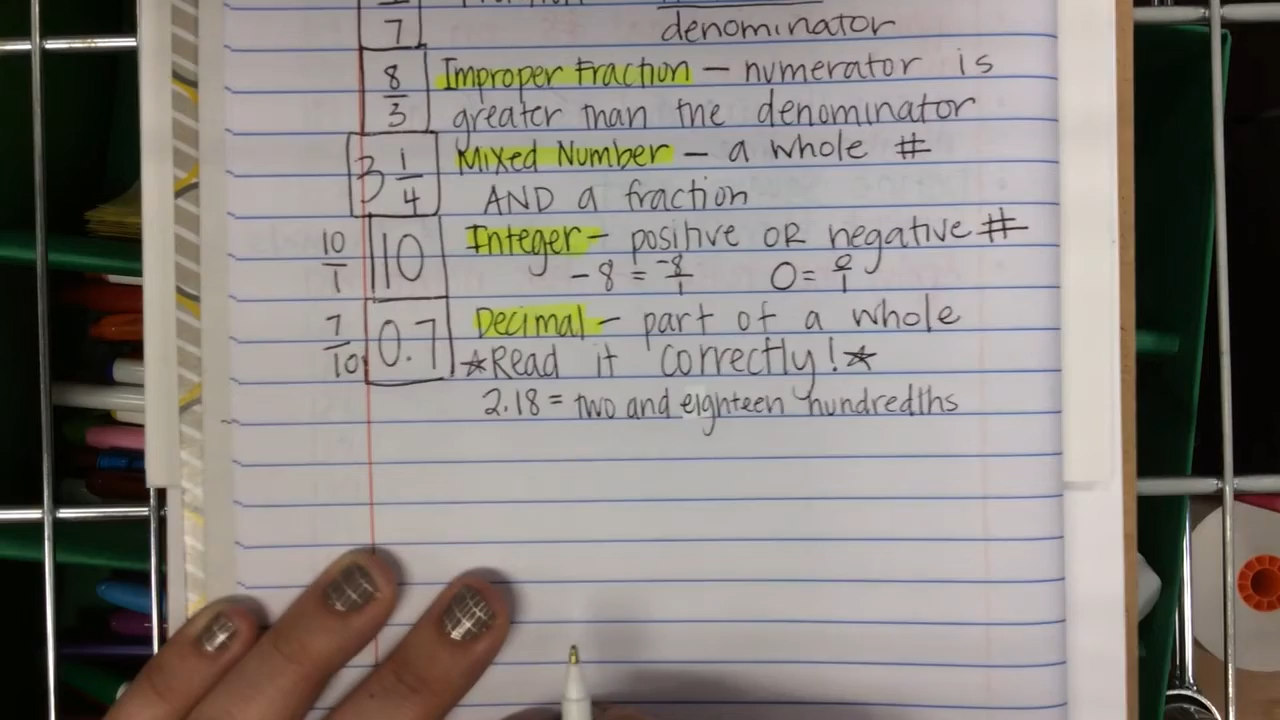 7
denominator
8/3 Improper Fraction – numerator is
greater than the denominator
3 1/4 Mixed Number – a whole #
AND a fraction
10/1 10 Integer – positive OR negative #
-8 = -8/1 0 = 0/1
7/10 0.7 Decimal – part of a whole
☆Read it correctly!☆
2.18 = two and eighteen hundredths